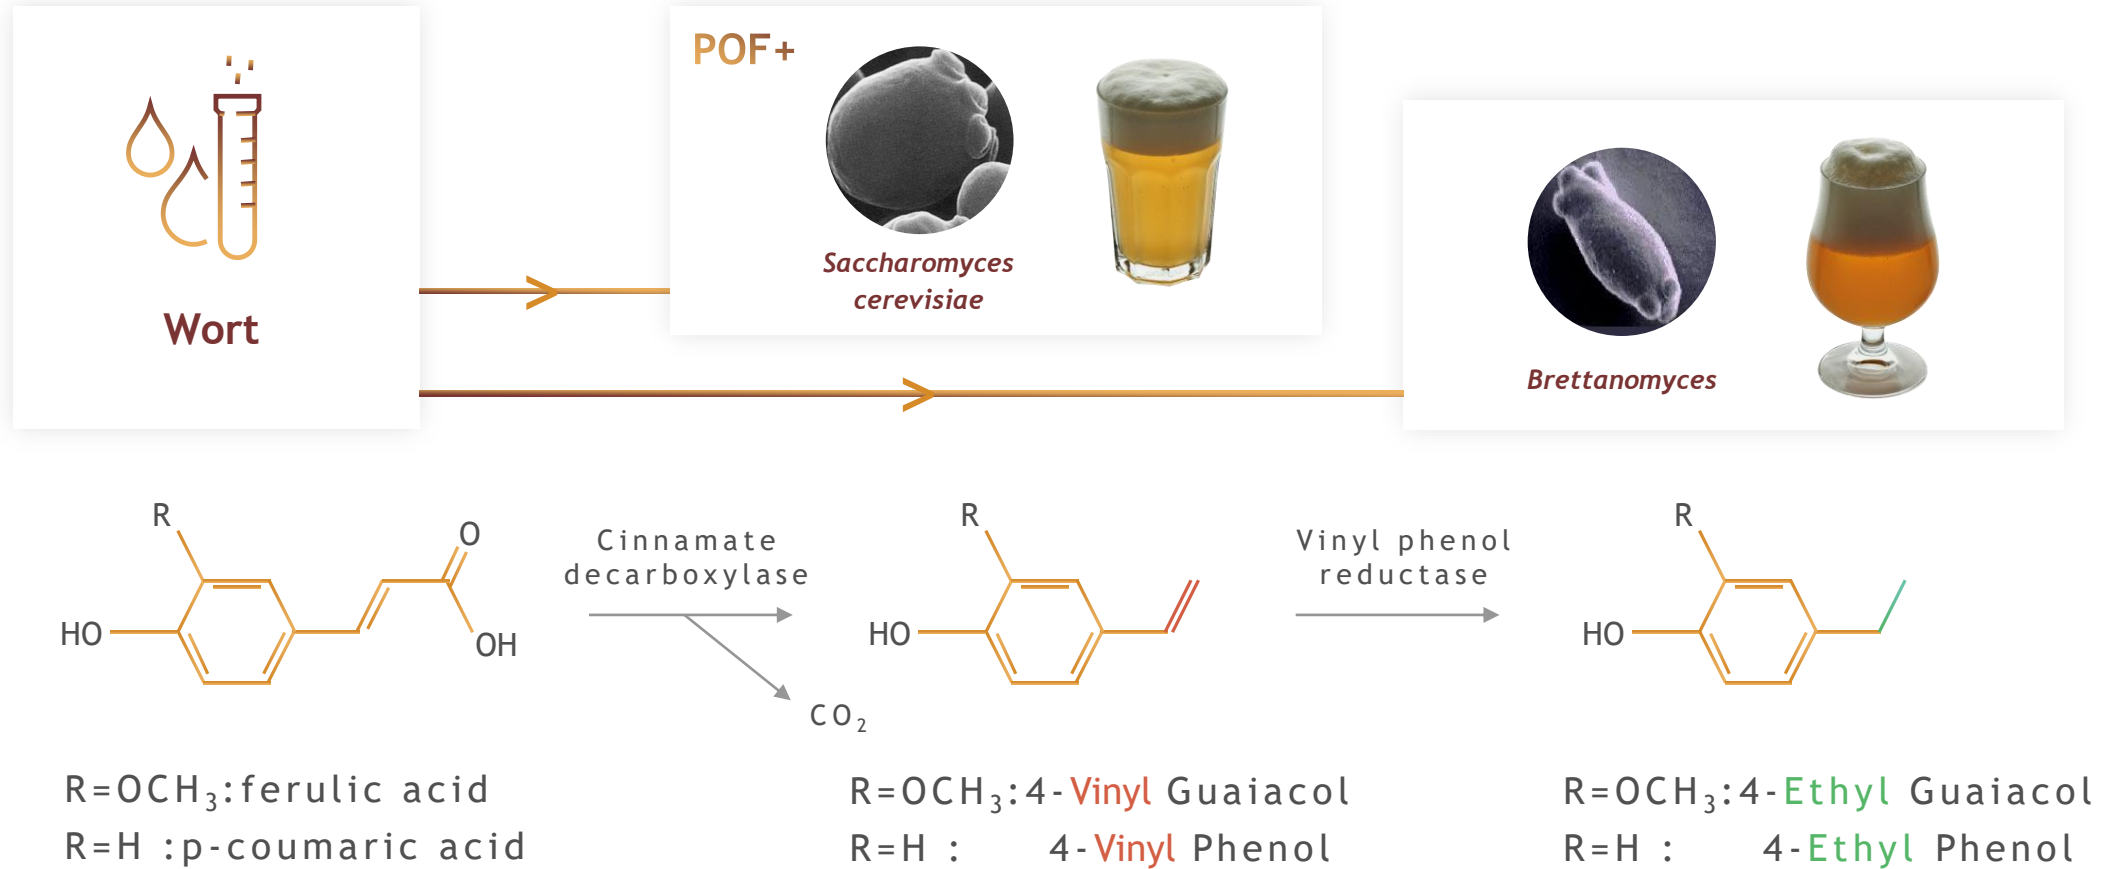 Wort
POF+
Saccharomyces
cerevisiae
Brettanomyces
R
HO
O
OH
Cinnamate
decarboxylase
CO₂
R
HO
Vinyl phenol
reductase
R
HO
R=OCH₃:ferulic acid
R=H :p-coumaric acid
R=OCH₃:4-Vinyl Guaiacol
R=H : 4-Vinyl Phenol
R=OCH₃:4-Ethyl Guaiacol
R=H : 4-Ethyl Phenol